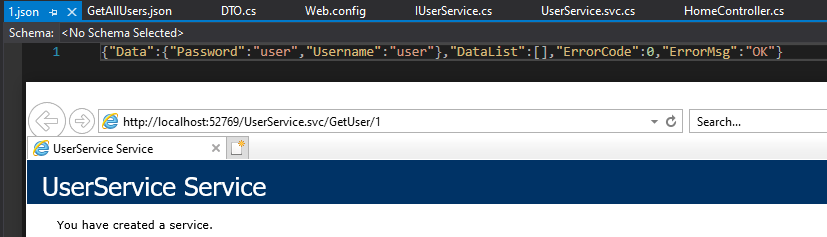 1.json GetAllUsers.json DTO.cs Web.config IUserService.cs UserService.svc.cs HomeController.cs
Schema: <No Schema Selected>
1 {"Data":{"Password":"user","Username":"user"},"DataList":[],"ErrorCode":0,"ErrorMsg":"OK"}
http://localhost:52769/UserService.svc/GetUser/1 Search...
UserService Service
UserService Service
You have created a service.